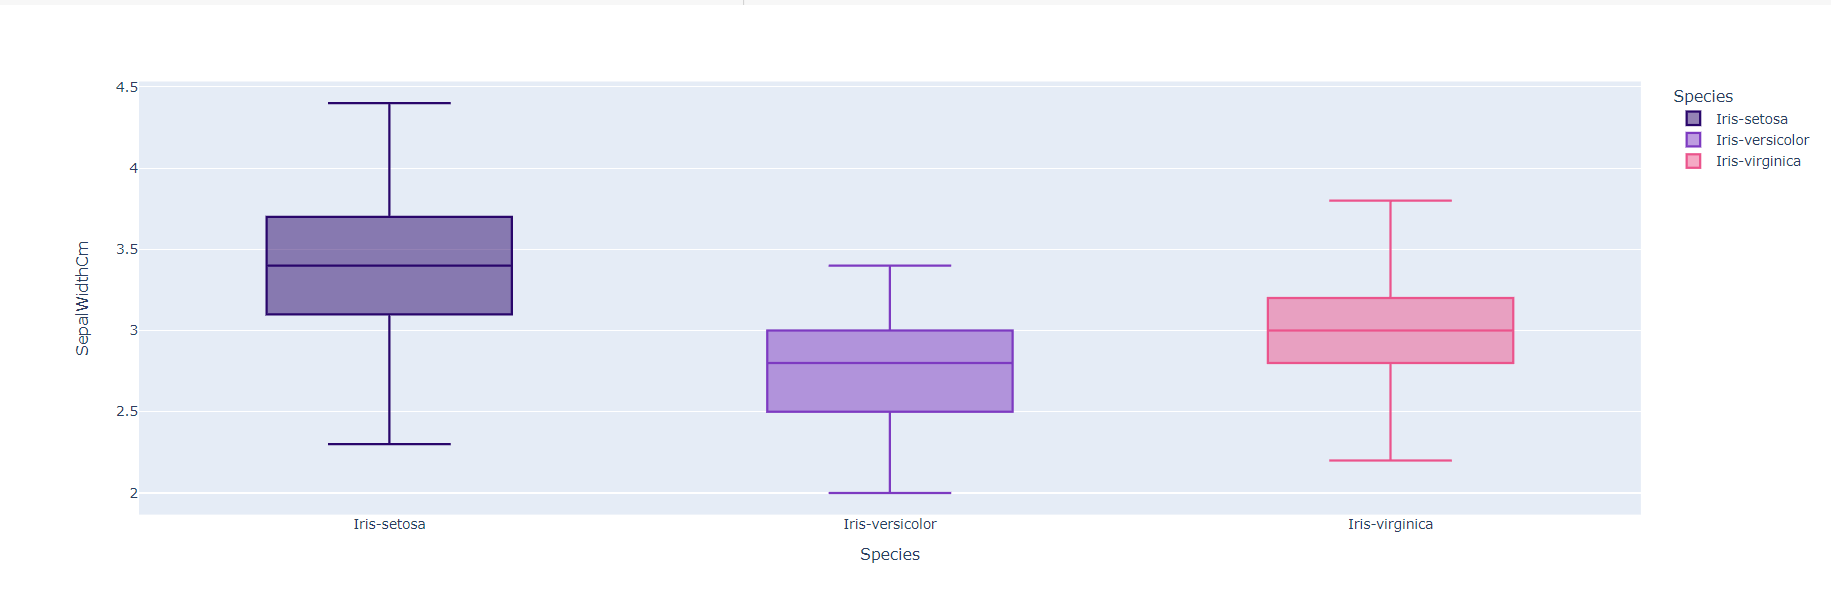 4.5
4
3.5
3
2.5
2
SepalWidthCm
Iris-setosa
Iris-versicolor
Iris-virginica
Species
Species
Iris-setosa
Iris-versicolor
Iris-virginica